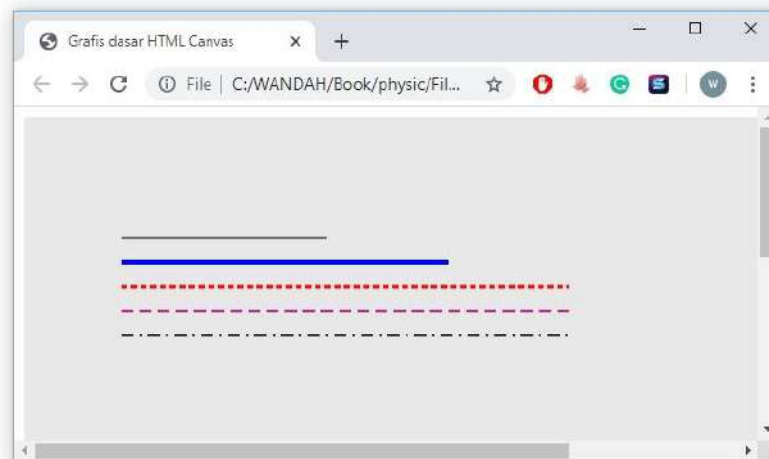 Grafis dasar HTML Canvas
File | C:/WANDAH/Book/physic/Fil...
W